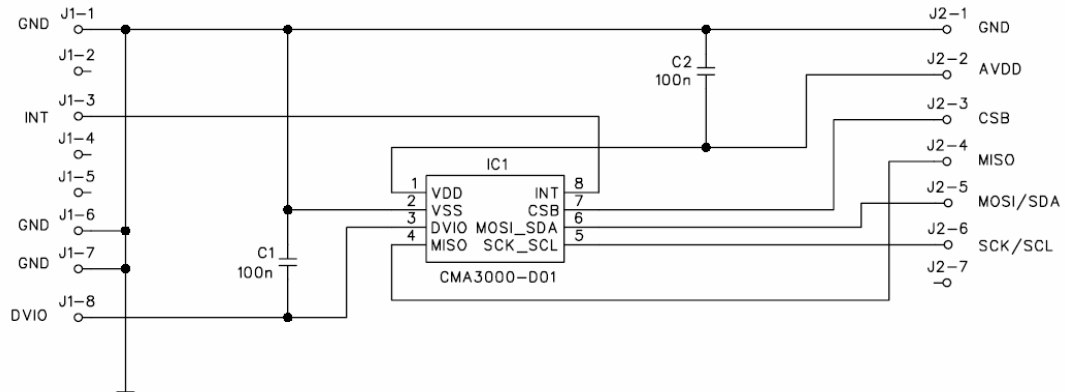 GND J1-1
J1-2
INT J1-3
J1-4
J1-5
GND J1-6
GND J1-7
DVIO J1-8
C1
100n
C2
100n
IC1
1 VDD INT 8
2 VSS CSB 7
3 DVIO MOSI_SDA 6
4 MISO SCK_SCL 5
CMA3000-D01
J2-1 GND
J2-2 AVDD
J2-3 CSB
J2-4 MISO
J2-5 MOSI/SDA
J2-6 SCK/SCL
J2-7